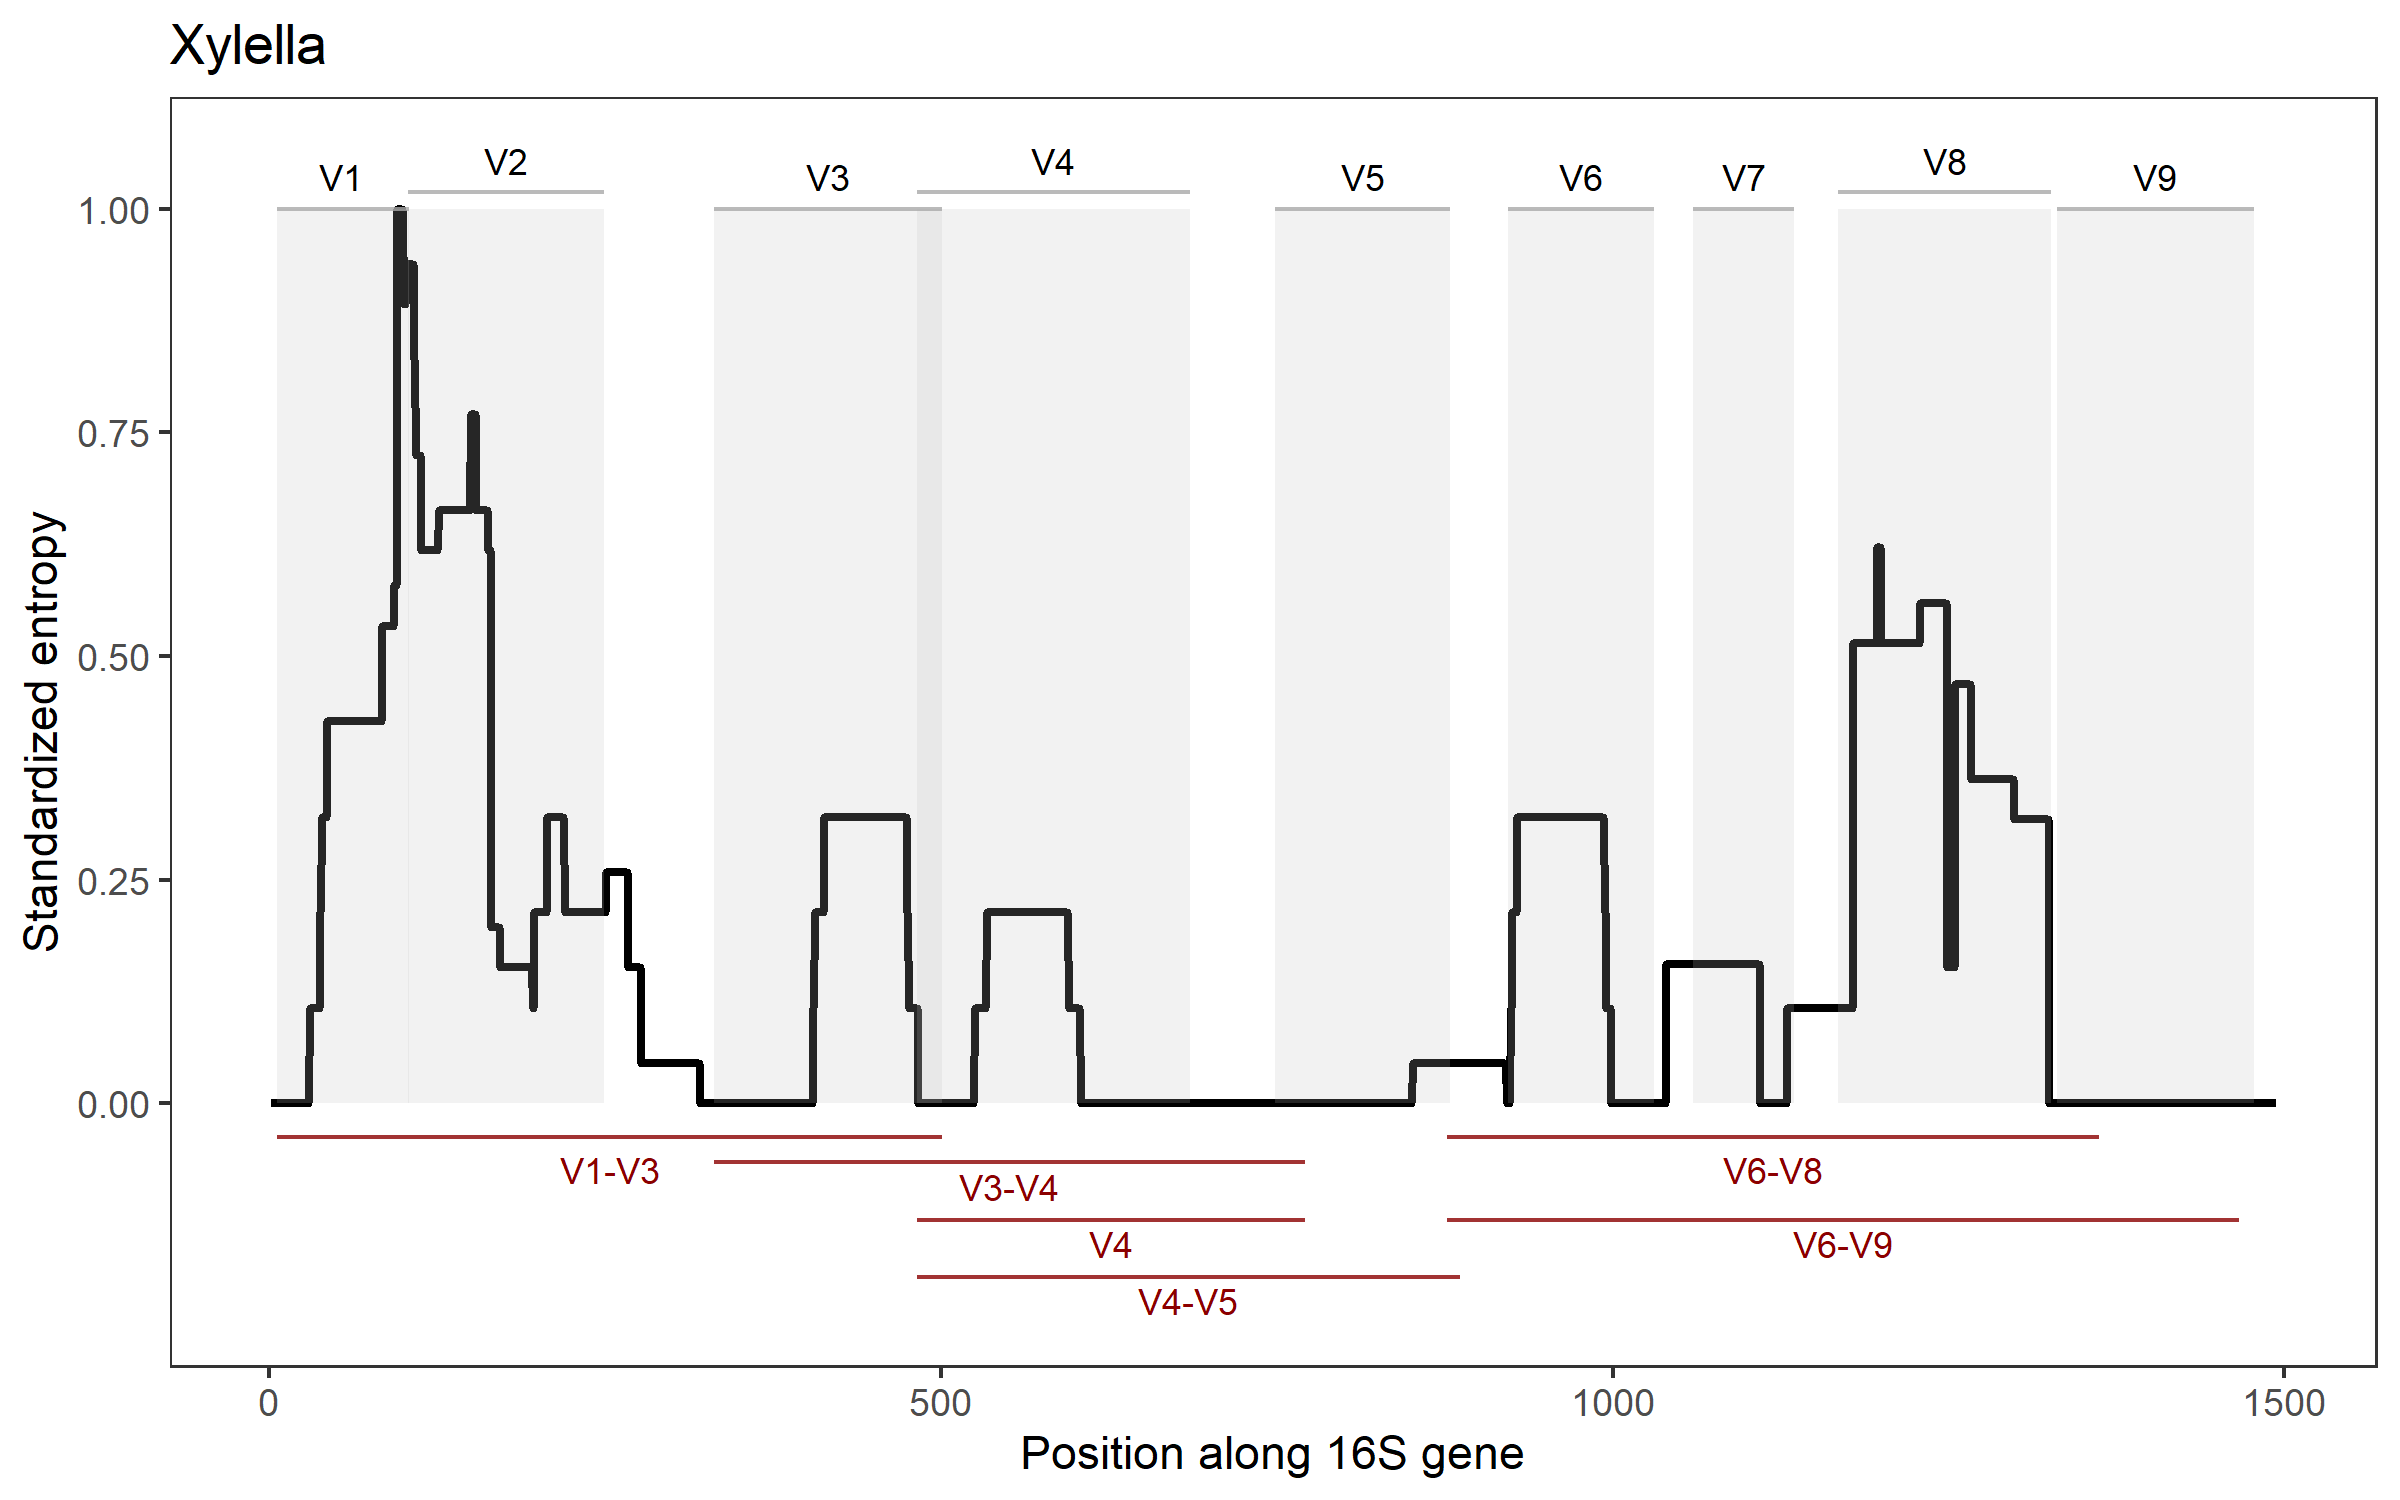 Xylella
V1
V2
V3
V4
V5
V6
V7
V8
V9
1.00
0.75
0.50
0.25
0.00
Standardized entropy
V1-V3
V3-V4
V4
V4-V5
V6-V8
V6-V9
0
500
1000
1500
Position along 16S gene